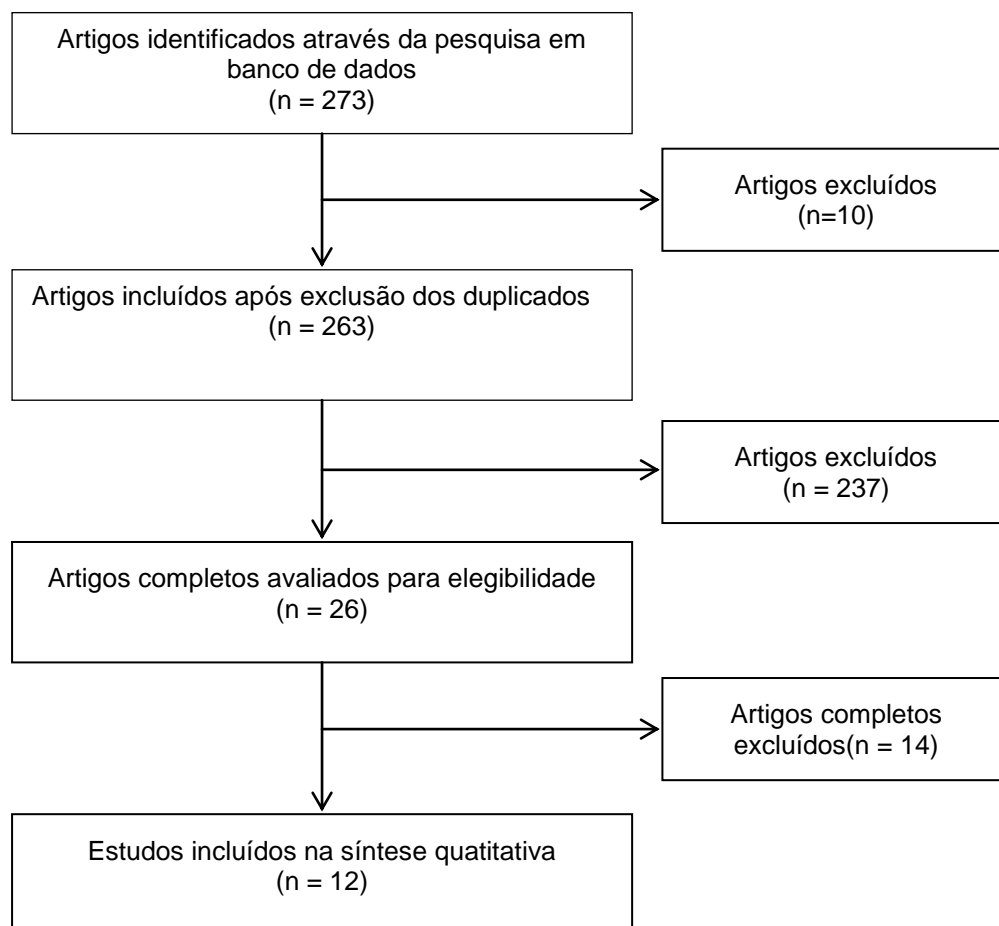 Artigos identificados através da pesquisa em
banco de dados
(n = 273)
Artigos excluídos
(n=10)
Artigos incluídos após exclusão dos duplicados
(n = 263)
Artigos excluídos
(n = 237)
Artigos completos avaliados para elegibilidade
(n = 26)
Artigos completos
excluídos(n = 14)
Estudos incluídos na síntese quatitativa
(n = 12)